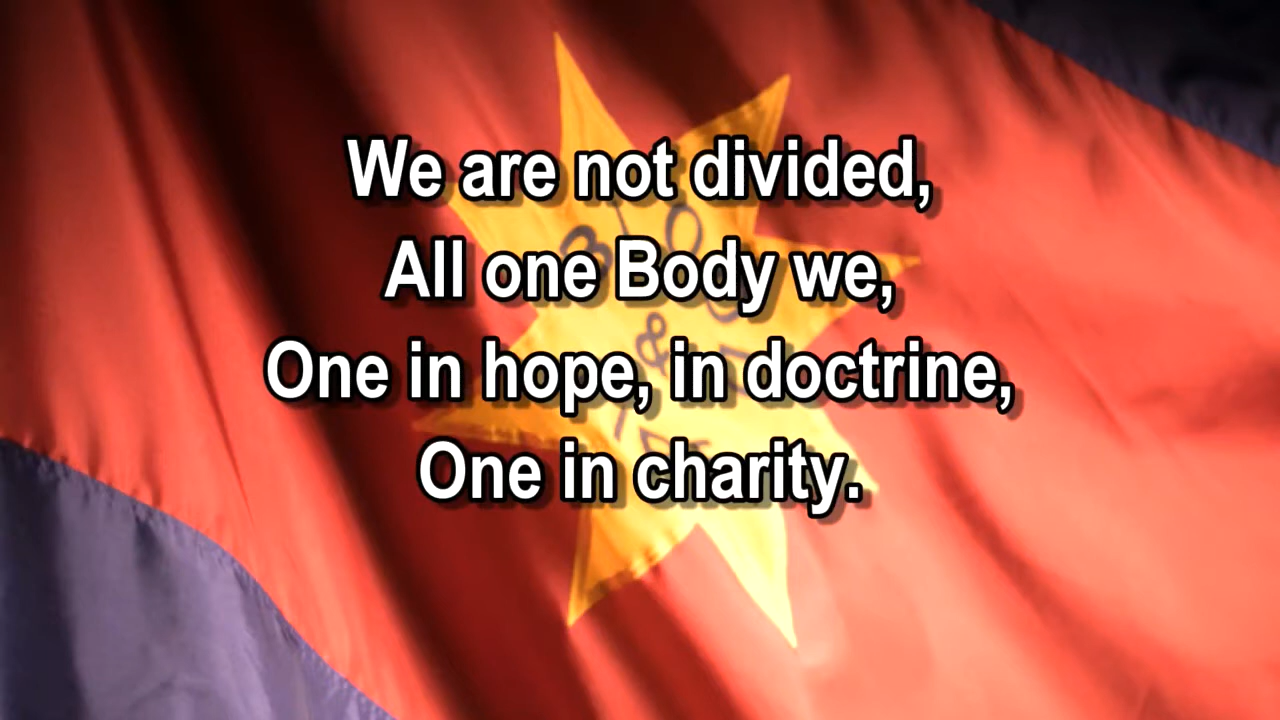 We are not divided,
All one Body we,
One in hope, in doctrine,
One in charity.